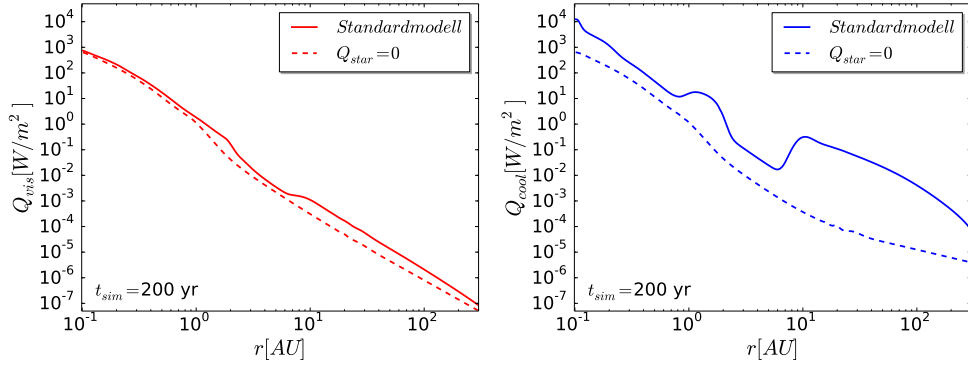 10^4
10^3
10^2
10^1
10^0
10^-1
10^-2
10^-3
10^-4
10^-5
10^-6
10^-7
Q_vis[W/m^2]
Standardmodell
Q_star=0
t_sim=200 yr
10^-1 10^0 10^1 10^2
r[AU]
10^4
10^3
10^2
10^1
10^0
10^-1
10^-2
10^-3
10^-4
10^-5
10^-6
10^-7
Q_cool[W/m^2]
Standardmodell
Q_star=0
t_sim=200 yr
10^-1 10^0 10^1 10^2
r[AU]